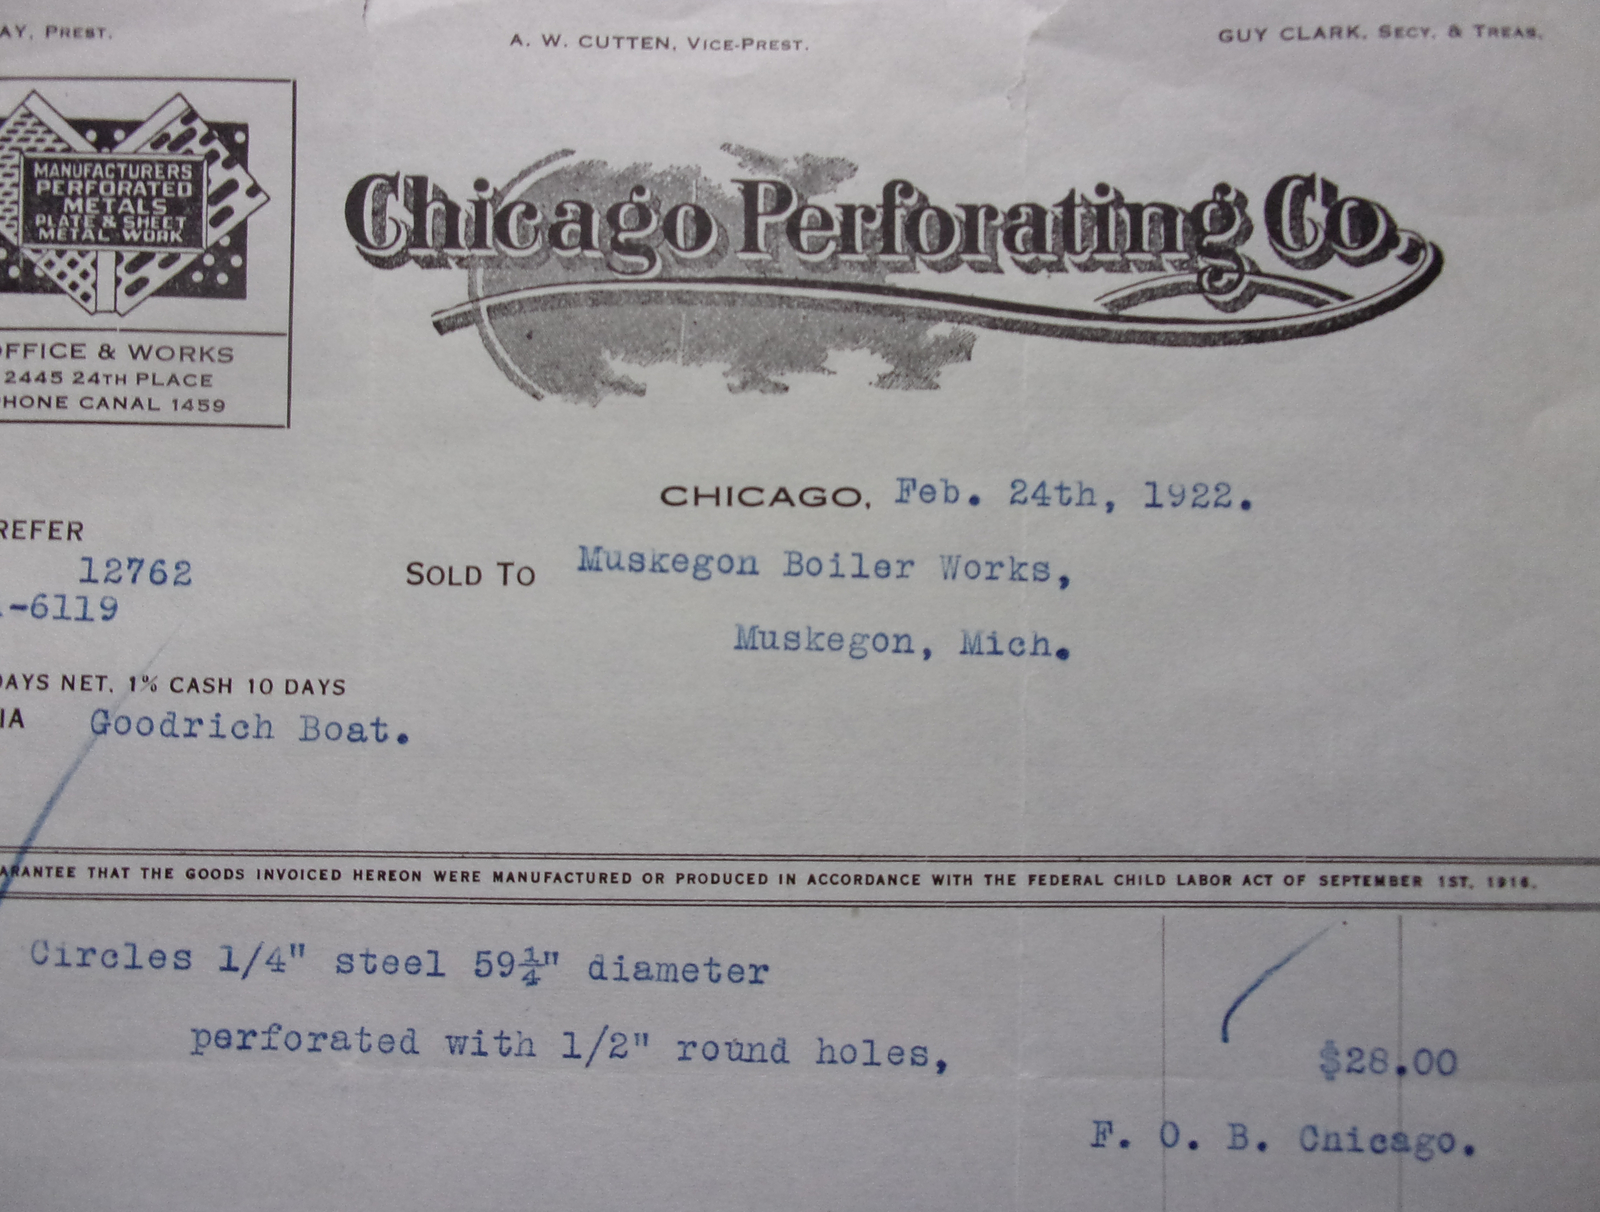 AY, PREST.
A. W. CUTTEN, VICE-PREST.
GUY CLARK, SECY. & TREAS.
MANUFACTURERS
PERFORATED
METALS
PLATE & SHEET
METAL WORK
Chicago Perforating Co.
OFFICE & WORKS
2445 24TH PLACE
PHONE CANAL 1459
CHICAGO, Feb. 24th, 1922.
REFER
12762
-6119
SOLD TO Muskegon Boiler Works,
Muskegon, Mich.
DAYS NET, 1% CASH 10 DAYS
IA Goodrich Boat.
ARANTEE THAT THE GOODS INVOICED HEREON WERE MANUFACTURED OR PRODUCED IN ACCORDANCE WITH THE FEDERAL CHILD LABOR ACT OF SEPTEMBER 1ST, 1916.
Circles 1/4" steel 59¼" diameter
perforated with 1/2" round holes,
$28.00
F. O. B. Chicago.